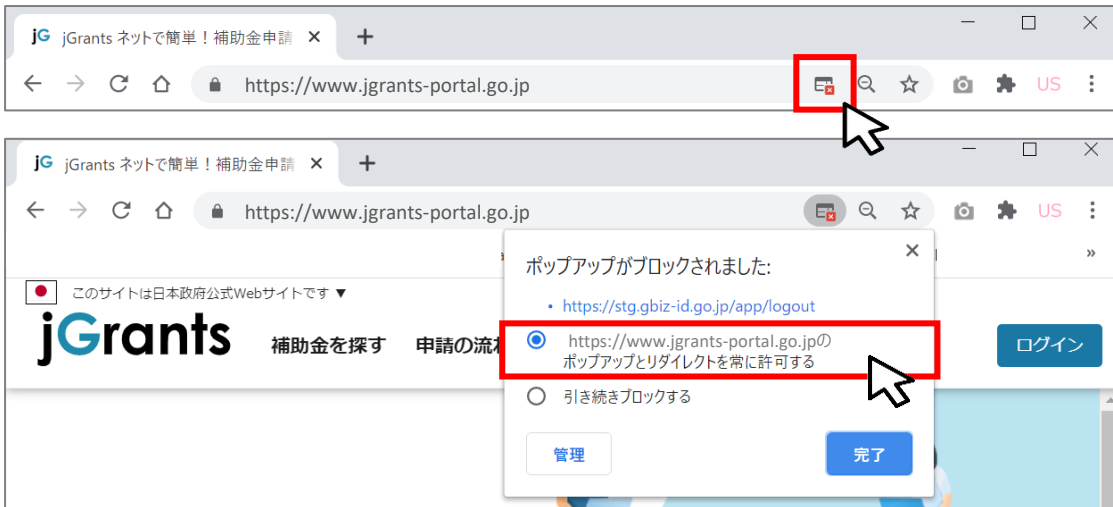 jG jGrants ネットで簡単！補助金申請
https://www.jgrants-portal.go.jp
US
jG jGrants ネットで簡単！補助金申請
https://www.jgrants-portal.go.jp
US
ポップアップがブロックされました:
• https://stg.gbiz-id.go.jp/app/logout
https://www.jgrants-portal.go.jpの
ポップアップとリダイレクトを常に許可する
引き続きブロックする
管理
完了
このサイトは日本政府公式Webサイトです ▼
jGrants
補助金を探す
申請の流れ
ログイン